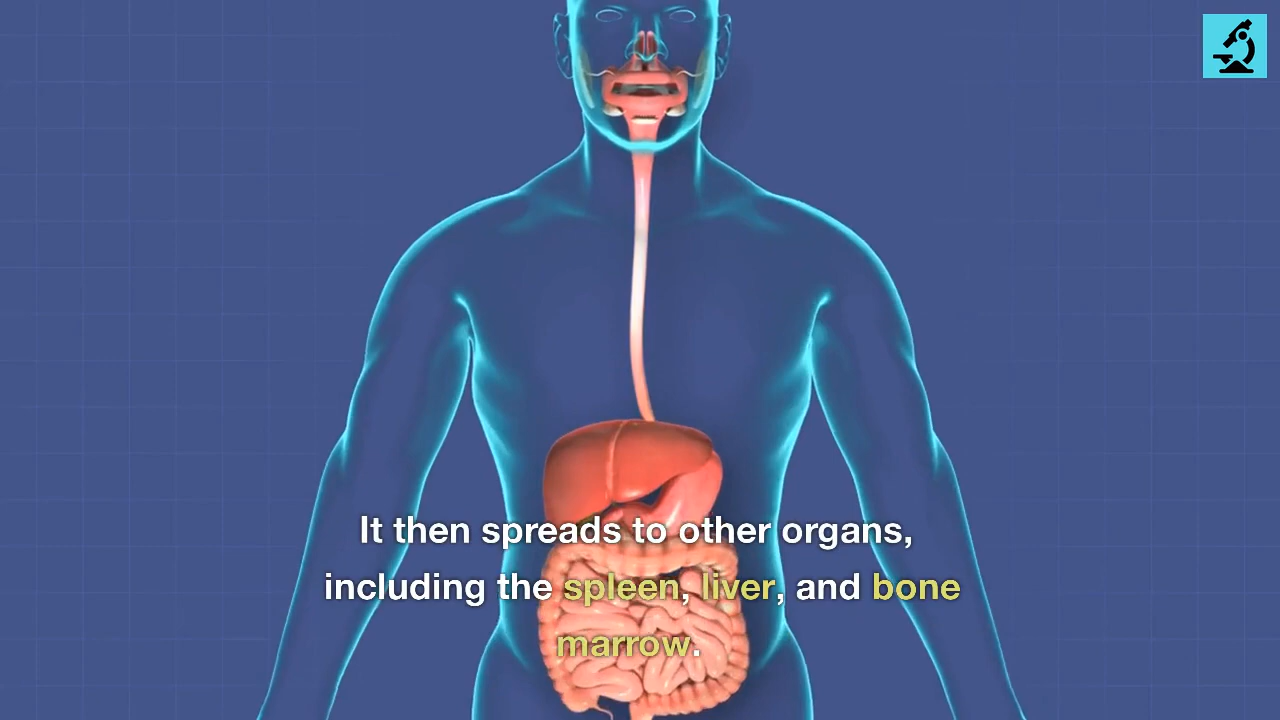 It then spreads to other organs,
including the spleen, liver, and bone
marrow.